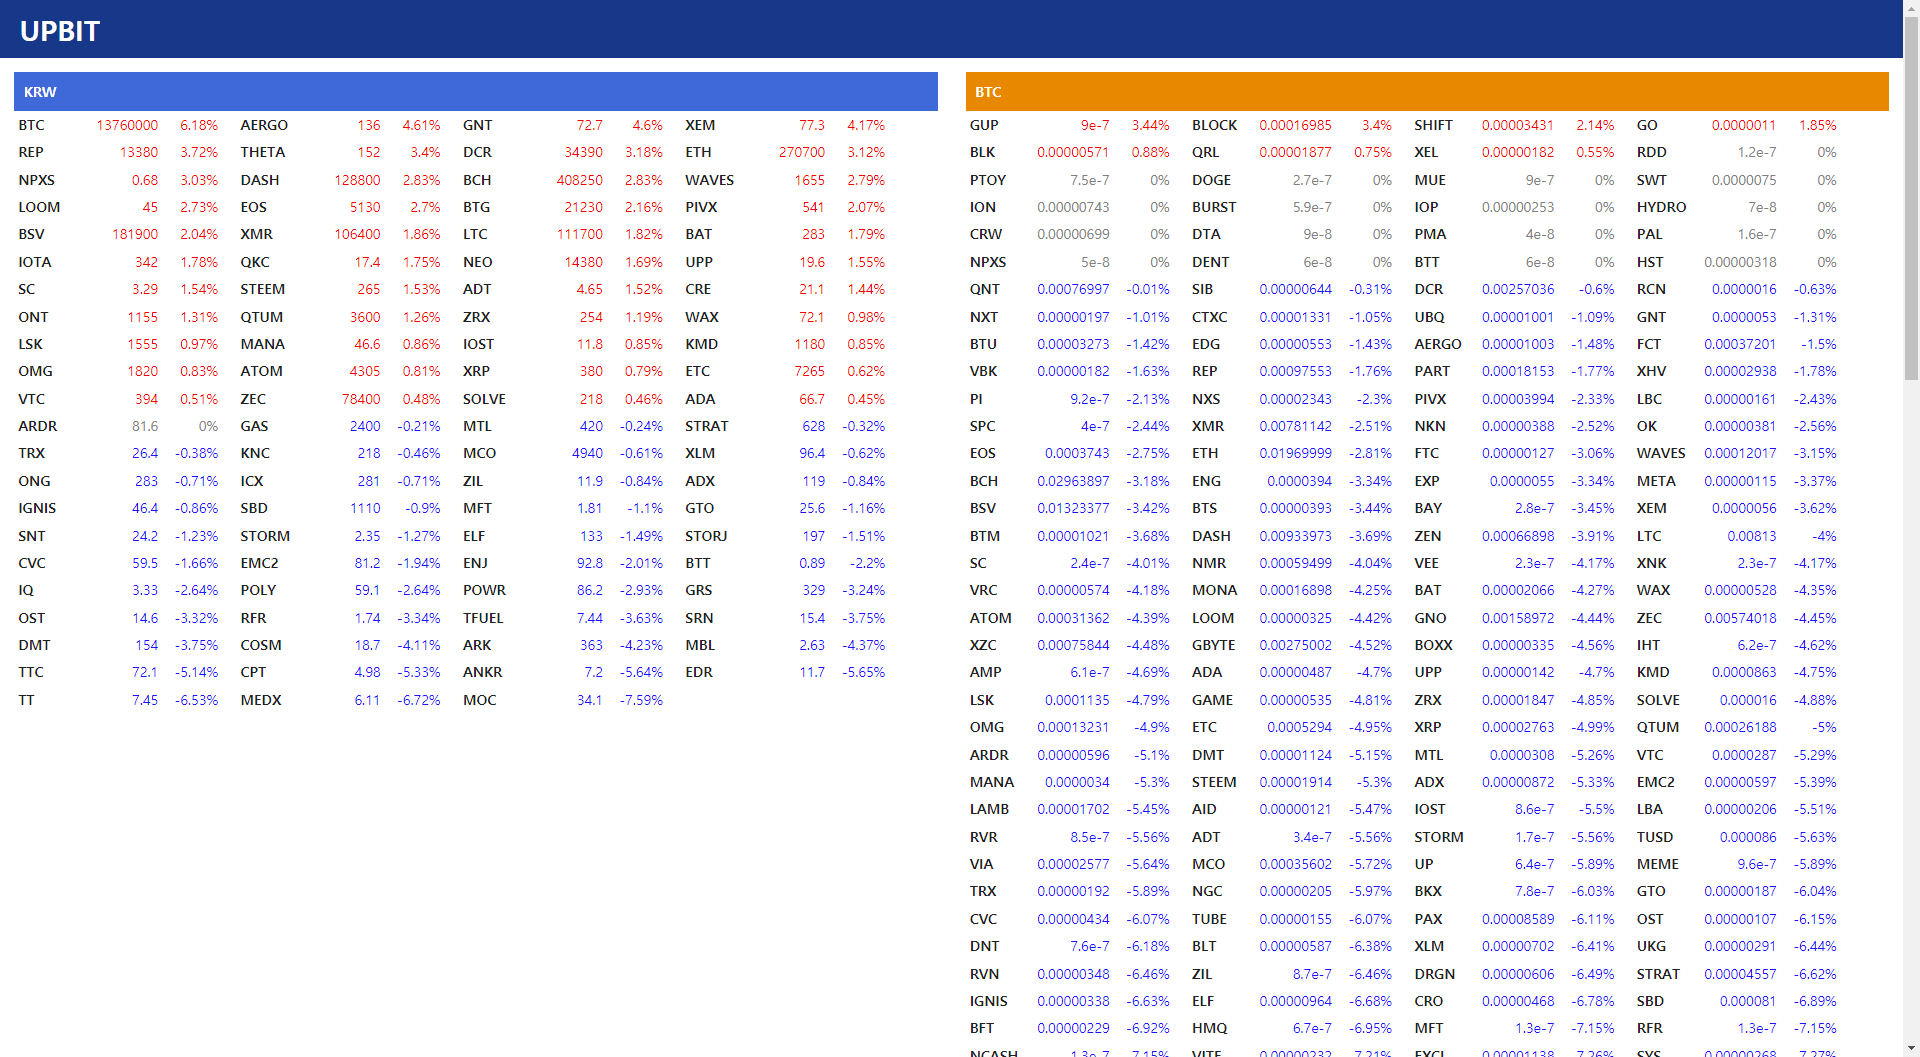 UPBIT
KRW
BTC 13760000 6.18% AERGO 136 4.61% GNT 72.7 4.6% XEM 77.3 4.17%
REP 13380 3.72% THETA 152 3.4% DCR 34390 3.18% ETH 270700 3.12%
NPXS 0.68 3.03% DASH 128800 2.83% BCH 408250 2.83% WAVES 1655 2.79%
LOOM 45 2.73% EOS 5130 2.7% BTG 21230 2.16% PIVX 541 2.07%
BSV 181900 2.04% XMR 106400 1.86% LTC 111700 1.82% BAT 283 1.79%
IOTA 342 1.78% QKC 17.4 1.75% NEO 14380 1.69% UPP 19.6 1.55%
SC 3.29 1.54% STEEM 265 1.53% ADT 4.65 1.52% CRE 21.1 1.44%
ONT 1155 1.31% QTUM 3600 1.26% ZRX 254 1.19% WAX 72.1 0.98%
LSK 1555 0.97% MANA 46.6 0.86% IOST 11.8 0.85% KMD 1180 0.85%
OMG 1820 0.83% ATOM 4305 0.81% XRP 380 0.79% ETC 7265 0.62%
VTC 394 0.51% ZEC 78400 0.48% SOLVE 218 0.46% ADA 66.7 0.45%
ARDR 81.6 0% GAS 2400 -0.21% MTL 420 -0.24% STRAT 628 -0.32%
TRX 26.4 -0.38% KNC 218 -0.46% MCO 4940 -0.61% XLM 96.4 -0.62%
ONG 283 -0.71% ICX 281 -0.71% ZIL 11.9 -0.84% ADX 119 -0.84%
IGNIS 46.4 -0.86% SBD 1110 -0.9% MFT 1.81 -1.1% GTO 25.6 -1.16%
SNT 24.2 -1.23% STORM 2.35 -1.27% ELF 133 -1.49% STORJ 197 -1.51%
CVC 59.5 -1.66% EMC2 81.2 -1.94% ENJ 92.8 -2.01% BTT 0.89 -2.2%
IQ 3.33 -2.64% POLY 59.1 -2.64% POWR 86.2 -2.93% GRS 329 -3.24%
OST 14.6 -3.32% RFR 1.74 -3.34% TFUEL 7.44 -3.63% SRN 15.4 -3.75%
DMT 154 -3.75% COSM 18.7 -4.11% ARK 363 -4.23% MBL 2.63 -4.37%
TTC 72.1 -5.14% CPT 4.98 -5.33% ANKR 7.2 -5.64% EDR 11.7 -5.65%
TT 7.45 -6.53% MEDX 6.11 -6.72% MOC 34.1 -7.59%
BTC
GUP 9e-7 3.44% BLOCK 0.00016985 3.4% SHIFT 0.00003431 2.14% GO 0.0000011 1.85%
BLK 0.00000571 0.88% QRL 0.00001877 0.75% XEL 0.00000182 0.55% RDD 1.2e-7 0%
PTOY 7.5e-7 0% DOGE 2.7e-7 0% MUE 9e-7 0% SWT 0.0000075 0%
ION 0.00000743 0% BURST 5.9e-7 0% IOP 0.00000253 0% HYDRO 7e-8 0%
CRW 0.00000699 0% DTA 9e-8 0% PMA 4e-8 0% PAL 1.6e-7 0%
NPXS 5e-8 0% DENT 6e-8 0% BTT 6e-8 0% HST 0.00000318 0%
QNT 0.00076997 -0.01% SIB 0.00000644 -0.31% DCR 0.00257036 -0.6% RCN 0.0000016 -0.63%
NXT 0.00000197 -1.01% CTXC 0.00001331 -1.05% UBQ 0.00001001 -1.09% GNT 0.0000053 -1.31%
BTU 0.00003273 -1.42% EDG 0.00000553 -1.43% AERGO 0.00001003 -1.48% FCT 0.00037201 -1.5%
VBK 0.00000182 -1.63% REP 0.00097553 -1.76% PART 0.00018153 -1.77% XHV 0.00002938 -1.78%
PI 9.2e-7 -2.13% NXS 0.00002343 -2.3% PIVX 0.00003994 -2.33% LBC 0.00000161 -2.43%
SPC 4e-7 -2.44% XMR 0.00781142 -2.51% NKN 0.00000388 -2.52% OK 0.00000381 -2.56%
EOS 0.0003743 -2.75% ETH 0.01969999 -2.81% FTC 0.00000127 -3.06% WAVES 0.00012017 -3.15%
BCH 0.02963897 -3.18% ENG 0.0000394 -3.34% EXP 0.0000055 -3.34% META 0.00000115 -3.37%
BSV 0.01323377 -3.42% BTS 0.00000393 -3.44% BAY 2.8e-7 -3.45% XEM 0.0000056 -3.62%
BTM 0.00001021 -3.68% DASH 0.00933973 -3.69% ZEN 0.00066898 -3.91% LTC 0.00813 -4%
SC 2.4e-7 -4.01% NMR 0.00059499 -4.04% VEE 2.3e-7 -4.17% XNK 2.3e-7 -4.17%
VRC 0.00000574 -4.18% MONA 0.00016898 -4.25% BAT 0.00002066 -4.27% WAX 0.00000528 -4.35%
ATOM 0.00031362 -4.39% LOOM 0.00000325 -4.42% GNO 0.00158972 -4.44% ZEC 0.00574018 -4.45%
XZC 0.00075844 -4.48% GBYTE 0.00275002 -4.52% BOXX 0.00000335 -4.56% IHT 6.2e-7 -4.62%
AMP 6.1e-7 -4.69% ADA 0.00000487 -4.7% UPP 0.00000142 -4.7% KMD 0.0000863 -4.75%
LSK 0.0001135 -4.79% GAME 0.00000535 -4.81% ZRX 0.00001847 -4.85% SOLVE 0.000016 -4.88%
OMG 0.00013231 -4.9% ETC 0.0005294 -4.95% XRP 0.00002763 -4.99% QTUM 0.00026188 -5%
ARDR 0.00000596 -5.1% DMT 0.00001124 -5.15% MTL 0.0000308 -5.26% VTC 0.0000287 -5.29%
MANA 0.0000034 -5.3% STEEM 0.00001914 -5.3% ADX 0.00000872 -5.33% EMC2 0.00000597 -5.39%
LAMB 0.00001702 -5.45% AID 0.00000121 -5.47% IOST 8.6e-7 -5.5% LBA 0.00000206 -5.51%
RVR 8.5e-7 -5.56% ADT 3.4e-7 -5.56% STORM 1.7e-7 -5.56% TUSD 0.000086 -5.63%
VIA 0.00002577 -5.64% MCO 0.00035602 -5.72% UP 6.4e-7 -5.89% MEME 9.6e-7 -5.89%
TRX 0.00000192 -5.89% NGC 0.00000205 -5.97% BKX 7.8e-7 -6.03% GTO 0.00000187 -6.04%
CVC 0.00000434 -6.07% TUBE 0.00000155 -6.07% PAX 0.00008589 -6.11% OST 0.00000107 -6.15%
DNT 7.6e-7 -6.18% BLT 0.00000587 -6.38% XLM 0.00000702 -6.41% UKG 0.00000291 -6.44%
RVN 0.00000348 -6.46% ZIL 8.7e-7 -6.46% DRGN 0.00000606 -6.49% STRAT 0.00004557 -6.62%
IGNIS 0.00000338 -6.63% ELF 0.00000964 -6.68% CRO 0.00000468 -6.78% SBD 0.000081 -6.89%
BFT 0.00000229 -6.92% HMQ 6.7e-7 -6.95% MFT 1.3e-7 -7.15% RFR 1.3e-7 -7.15%
NCASH 1.3e-7 -7.15% VITE 0.00000232 -7.21% EXCL 0.00001138 -7.26% SYS 0.00000268 -7.27%